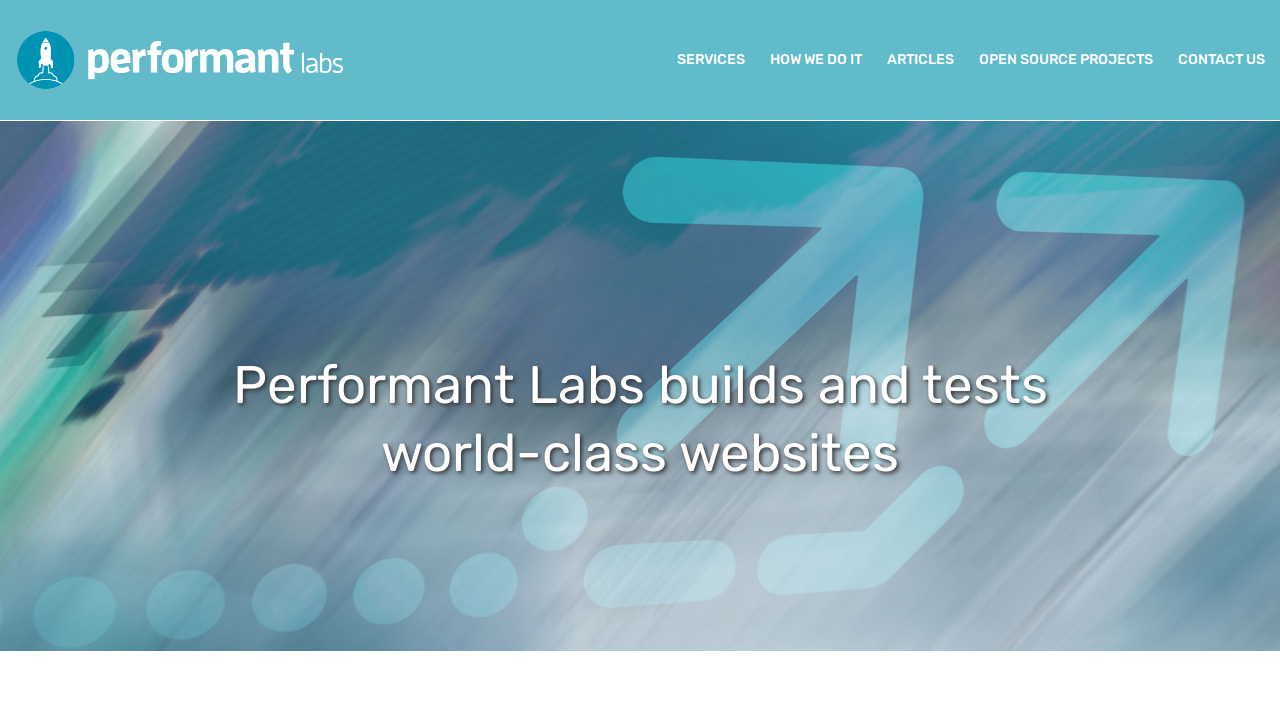 performant labs
SERVICES
HOW WE DO IT
ARTICLES
OPEN SOURCE PROJECTS
CONTACT US
Performant Labs builds and tests
world-class websites